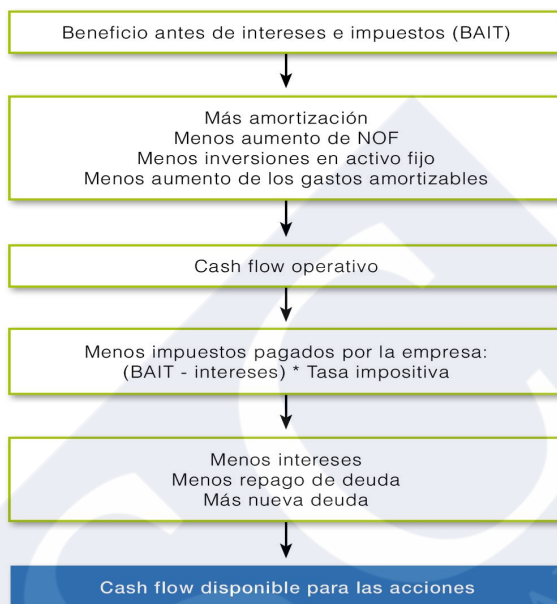 Beneficio antes de intereses e impuestos (BAIT)
Más amortización
Menos aumento de NOF
Menos inversiones en activo fijo
Menos aumento de los gastos amortizables
Cash flow operativo
Menos impuestos pagados por la empresa:
(BAIT - intereses) * Tasa impositiva
Menos intereses
Menos repago de deuda
Más nueva deuda
Cash flow disponible para las acciones